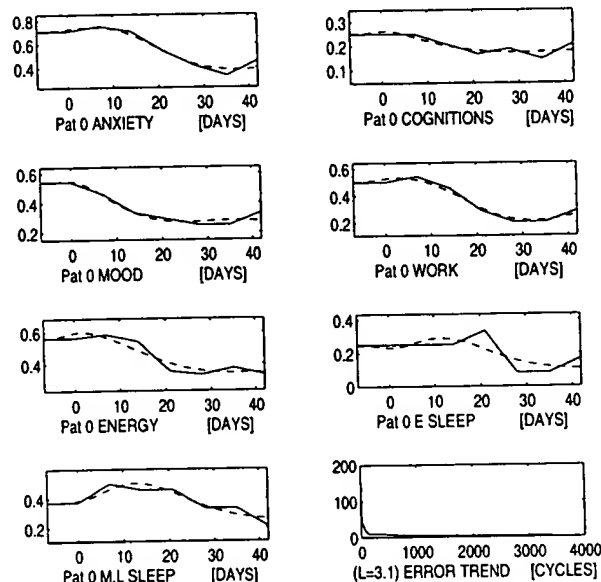 0.8
0.6
0.4
0 10 20 30 40
Pat 0 ANXIETY [DAYS]
0.3
0.2
0.1
0 10 20 30 40
Pat 0 COGNITIONS [DAYS]
0.6
0.4
0.2
0 10 20 30 40
Pat 0 MOOD [DAYS]
0.6
0.4
0.2
0 10 20 30 40
Pat 0 WORK [DAYS]
0.6
0.4
0 10 20 30 40
Pat 0 ENERGY [DAYS]
0.4
0.2
0
0 10 20 30 40
Pat 0 E SLEEP [DAYS]
0.4
0.2
0 10 20 30 40
Pat 0 M,L SLEEP [DAYS]
200
100
0
0 1000 2000 3000 4000
(L=3.1) ERROR TREND [CYCLES]